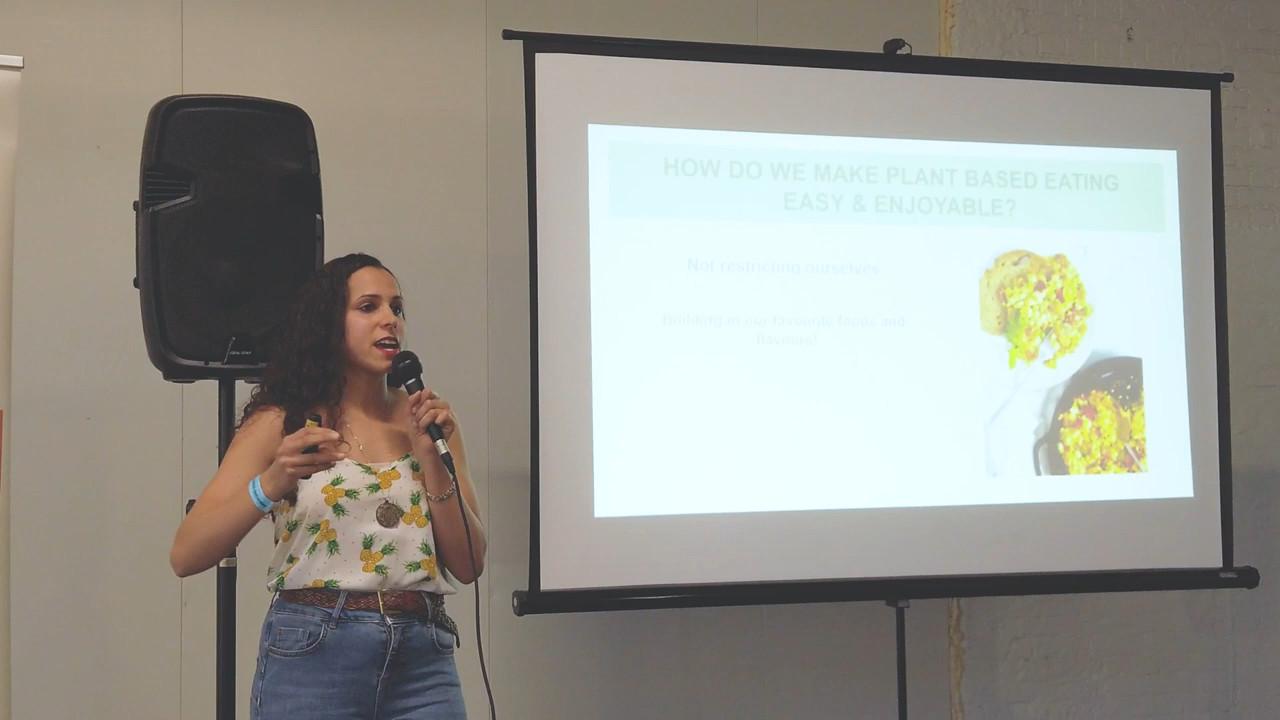 HOW DO WE MAKE PLANT BASED EATING
EASY & ENJOYABLE?
Not restricting ourselves
Building in our favourite foods and
flavours!